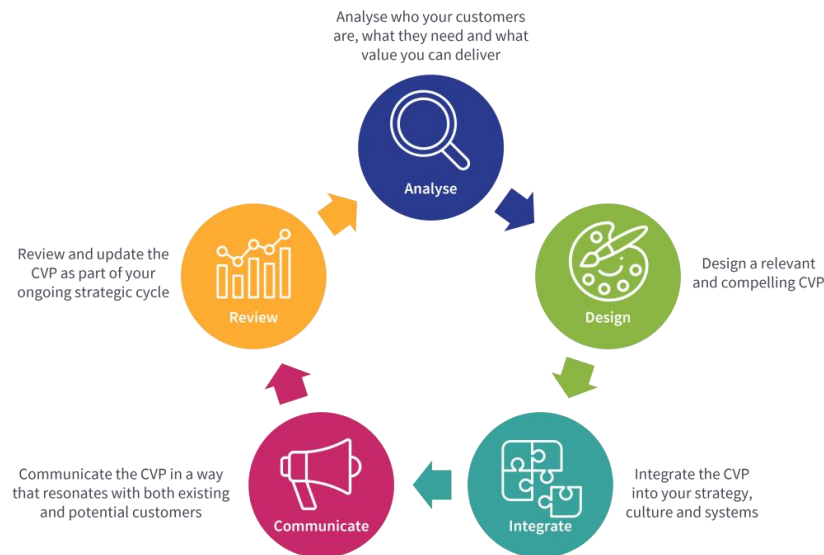 Analyse who your customers
are, what they need and what
value you can deliver
Analyse
Design
Design a relevant
and compelling CVP
Integrate
Integrate the CVP
into your strategy,
culture and systems
Communicate
Communicate the CVP in a way
that resonates with both existing
and potential customers
Review
Review and update the
CVP as part of your
ongoing strategic cycle